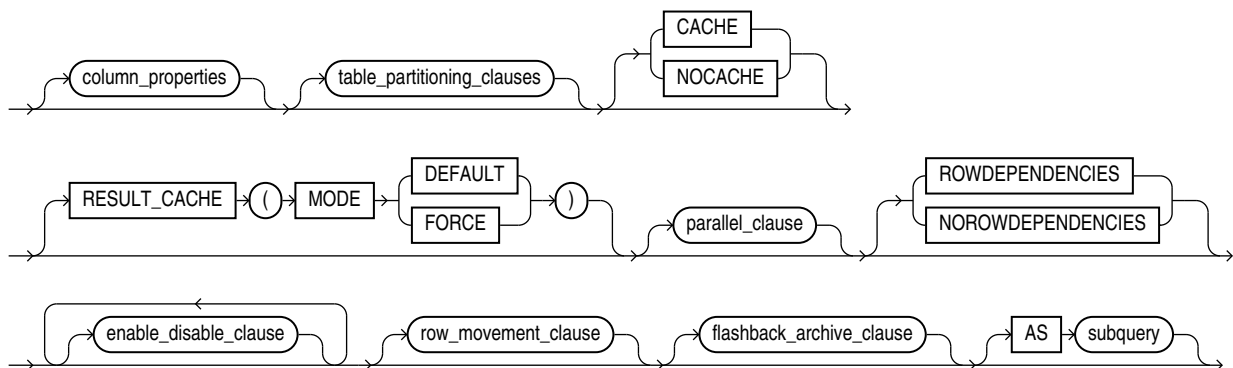 column_properties table_partitioning_clauses CACHE
NOCACHE
RESULT_CACHE ( MODE DEFAULT )
FORCE
parallel_clause ROWDEPENDENCIES
NOROWDEPENDENCIES
enable_disable_clause row_movement_clause flashback_archive_clause AS subquery